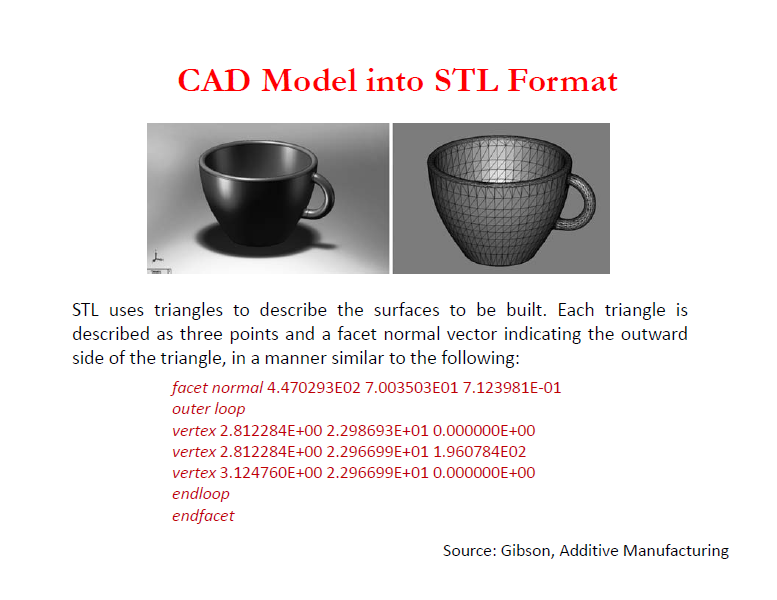 CAD Model into STL Format
STL uses triangles to describe the surfaces to be built. Each triangle is
described as three points and a facet normal vector indicating the outward
side of the triangle, in a manner similar to the following:
facet normal 4.470293E02 7.003503E01 7.123981E-01
outer loop
vertex 2.812284E+00 2.298693E+01 0.000000E+00
vertex 2.812284E+00 2.296699E+01 1.960784E02
vertex 3.124760E+00 2.296699E+01 0.000000E+00
endloop
endfacet
Source: Gibson, Additive Manufacturing